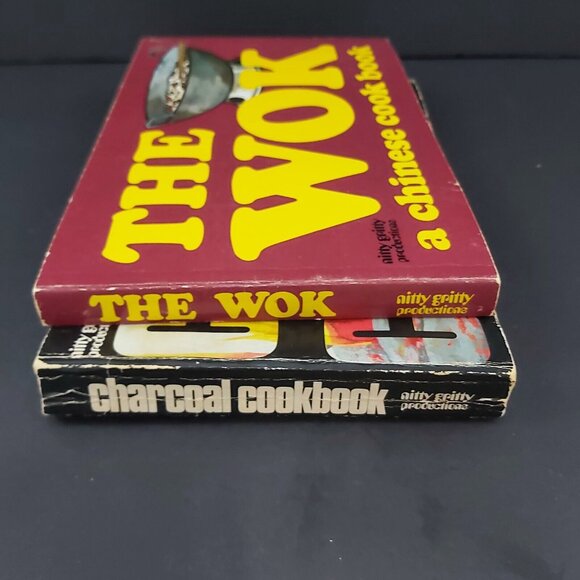 THE
WOK
a chinese cook book
nitty gritty
productions
THE WOK
nitty gritty
productions
nitty gritty
productions
charcoal cookbook
nitty gritty
productions